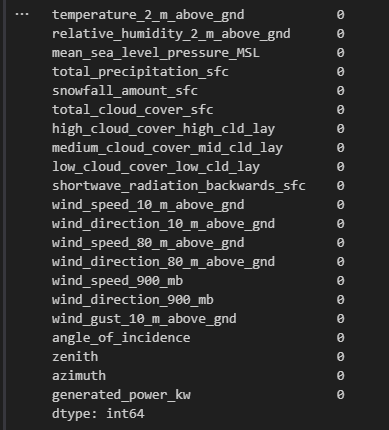 ... temperature_2_m_above_gnd 0
relative_humidity_2_m_above_gnd 0
mean_sea_level_pressure_MSL 0
total_precipitation_sfc 0
snowfall_amount_sfc 0
total_cloud_cover_sfc 0
high_cloud_cover_high_cld_lay 0
medium_cloud_cover_mid_cld_lay 0
low_cloud_cover_low_cld_lay 0
shortwave_radiation_backwards_sfc 0
wind_speed_10_m_above_gnd 0
wind_direction_10_m_above_gnd 0
wind_speed_80_m_above_gnd 0
wind_direction_80_m_above_gnd 0
wind_speed_900_mb 0
wind_direction_900_mb 0
wind_gust_10_m_above_gnd 0
angle_of_incidence 0
zenith 0
azimuth 0
generated_power_kw 0
dtype: int64